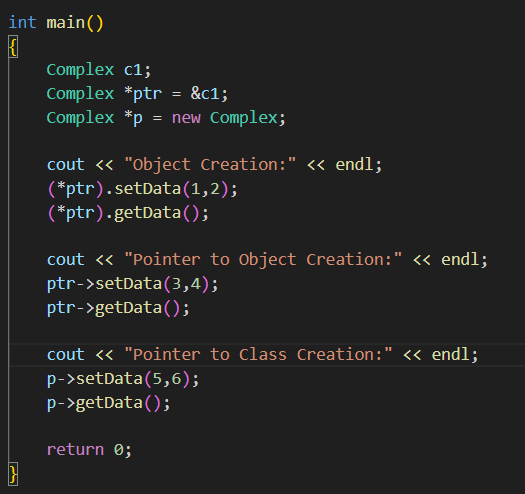 int main()
{
    Complex c1;
    Complex *ptr = &c1;
    Complex *p = new Complex;

    cout << "Object Creation:" << endl;
    (*ptr).setData(1,2);
    (*ptr).getData();

    cout << "Pointer to Object Creation:" << endl;
    ptr->setData(3,4);
    ptr->getData();

    cout << "Pointer to Class Creation:" << endl;
    p->setData(5,6);
    p->getData();

    return 0;
}